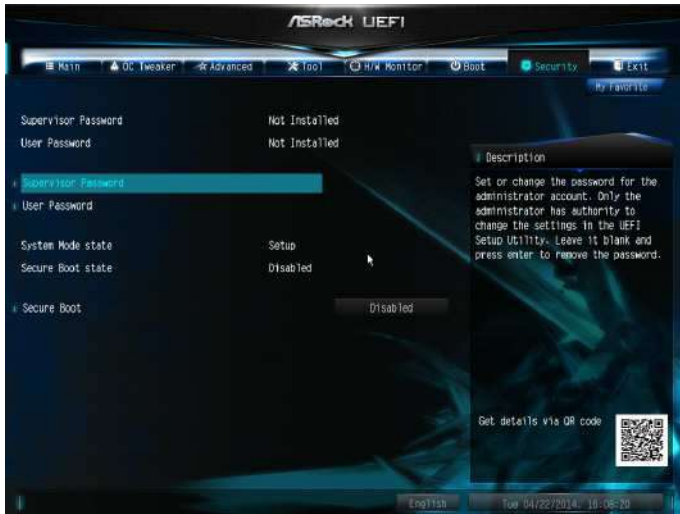 ASRock UEFI
Main OC Tweaker Advanced Tool H/W Monitor Boot Security Exit
My Favorite
Supervisor Password Not Installed
User Password Not Installed
Supervisor Password
User Password
System Mode state Setup
Secure Boot state Disabled
Secure Boot Disabled
Description
Set or change the password for the
administrator account. Only the
administrator has authority to
change the settings in the UEFI
Setup Utility. Leave it blank and
press enter to remove the password.
Get details via QR code
English Tue 04/22/2014, 16:08:20